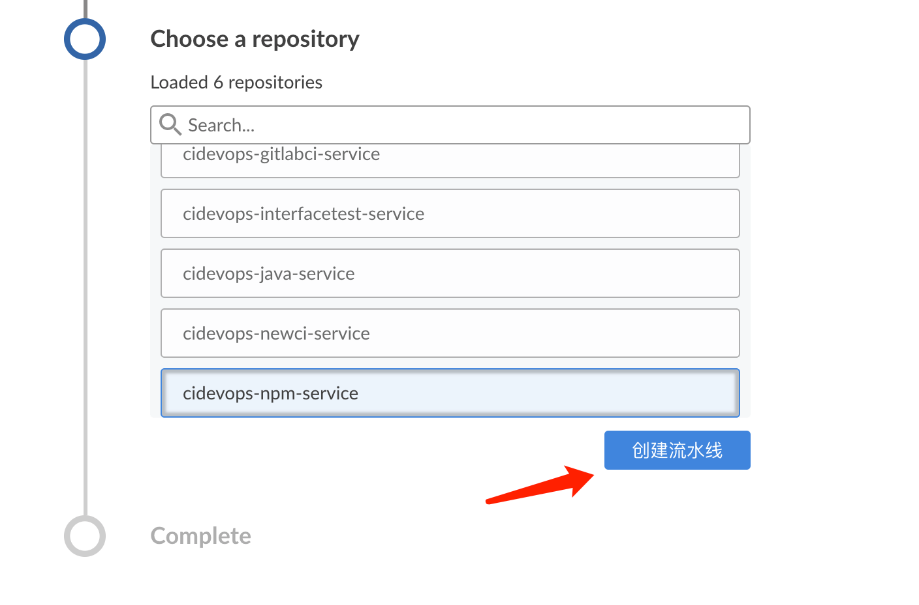 Choose a repository
Loaded 6 repositories
Search...
cidevops-gitlabci-service
cidevops-interfacetest-service
cidevops-java-service
cidevops-newci-service
cidevops-npm-service
创建流水线
Complete